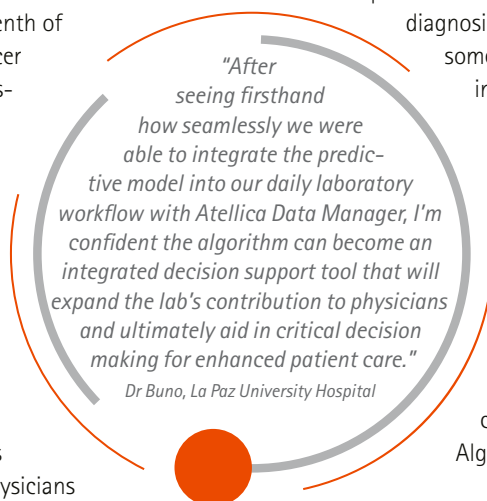 enth of
cer
s-
diagnosi
som
in
"After
seeing firsthand
how seamlessly we were
able to integrate the predic-
tive model into our daily laboratory
workflow with Atellica Data Manager, I'm
confident the algorithm can become an
integrated decision support tool that will
expand the lab's contribution to physicians
and ultimately aid in critical decision
making for enhanced patient care."
Dr Buno, La Paz University Hospital
s
ysicians
Alg